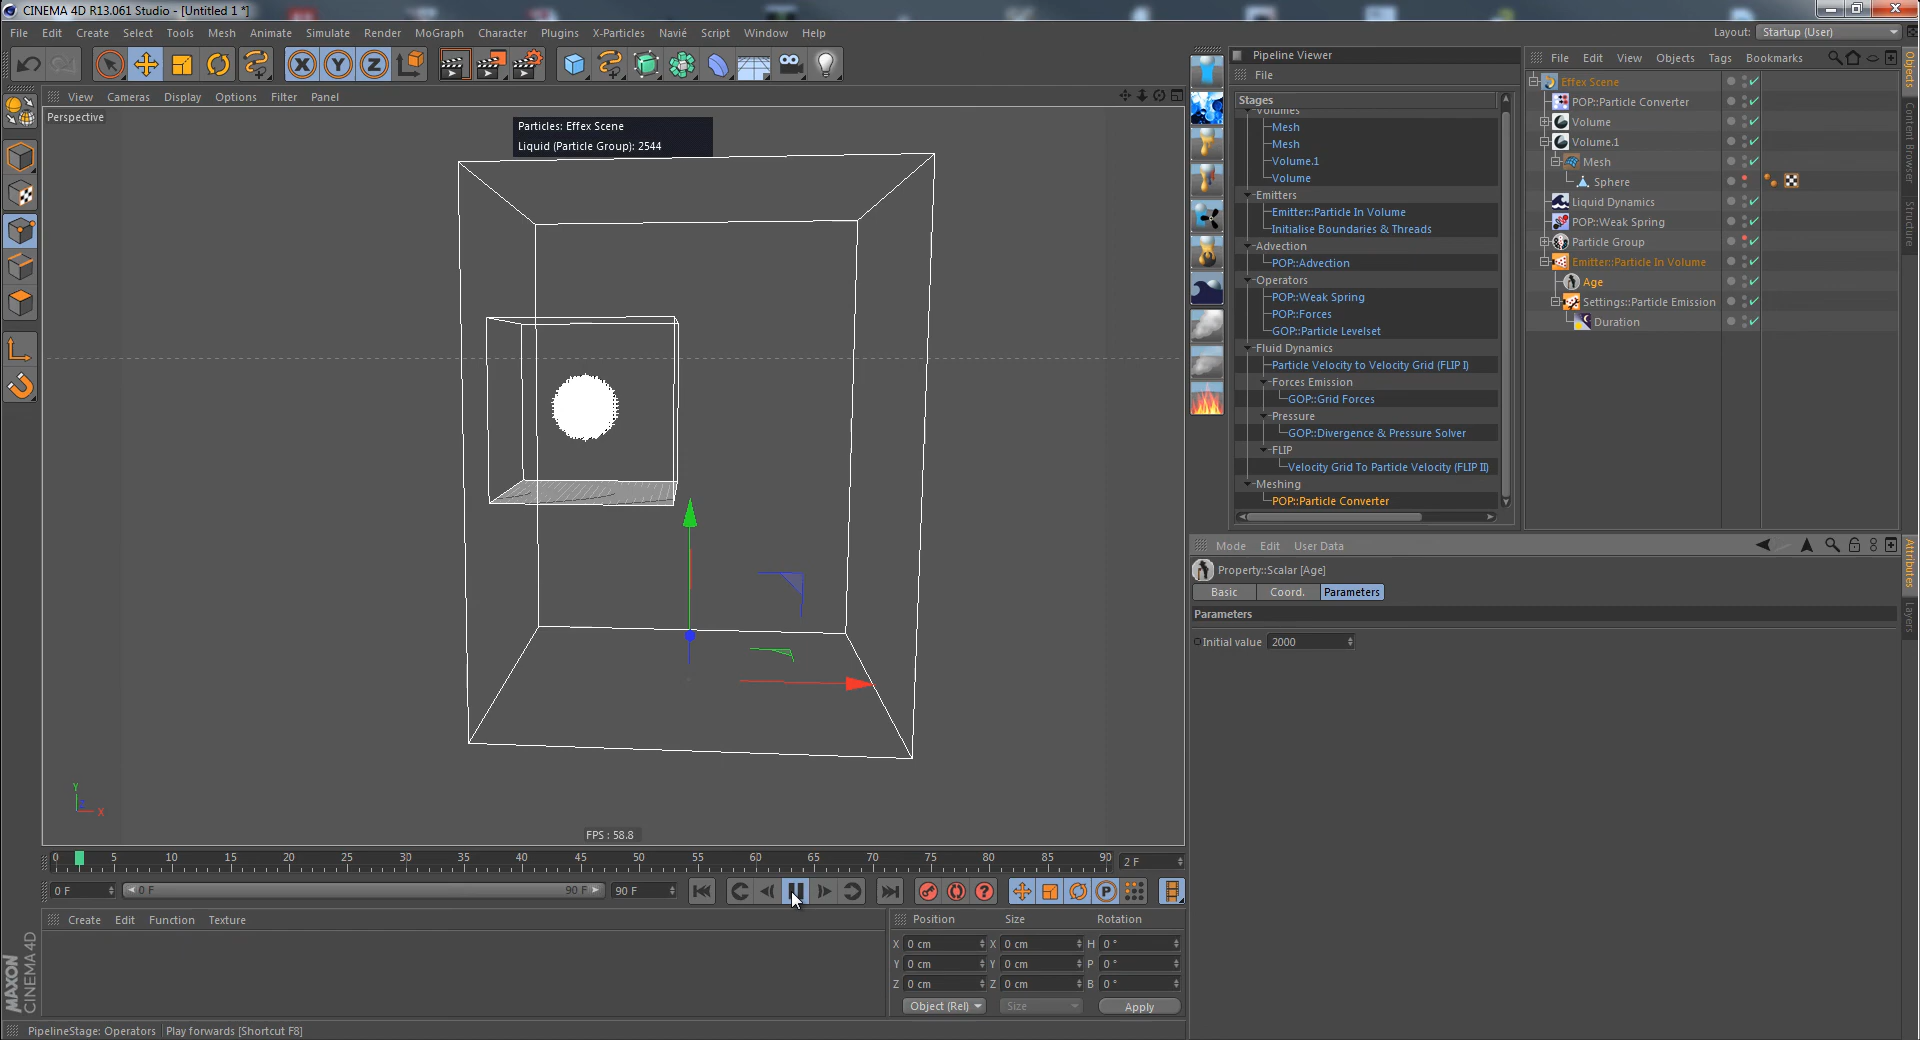 CINEMA 4D R13.061 Studio - [Untitled 1 *]
File Edit Create Select Tools Mesh Animate Simulate Render MoGraph Character Plugins X-Particles Navié Script Window Help
Layout: Startup (User)
View Cameras Display Options Filter Panel
Perspective
Particles: Effex Scene
Liquid (Particle Group): 2544
FPS : 58.8
Y
X
Pipeline Viewer
File
Stages
Volumes
Mesh
Mesh
Volume.1
Volume
Emitters
Emitter::Particle In Volume
Initialise Boundaries & Threads
Advection
POP::Advection
Operators
POP::Weak Spring
POP::Forces
GOP::Particle Levelset
Fluid Dynamics
Particle Velocity to Velocity Grid (FLIP I)
Forces Emission
GOP::Grid Forces
Pressure
GOP::Divergence & Pressure Solver
FLIP
Velocity Grid To Particle Velocity (FLIP II)
Meshing
POP::Particle Converter
File Edit View Objects Tags Bookmarks
Effex Scene
POP::Particle Converter
Volume
Volume.1
Mesh
Sphere
Liquid Dynamics
POP::Weak Spring
Particle Group
Emitter::Particle In Volume
Age
Settings::Particle Emission
Duration
Objects
Content Browser
Structure
Mode Edit User Data
Property::Scalar [Age]
Basic Coord. Parameters
Parameters
Initial value 2000
Attributes
Layers
0 5 10 15 20 25 30 35 40 45 50 55 60 65 70 75 80 85 90 2 F
0 F 0 F 90 F 90 F
Create Edit Function Texture
Position Size Rotation
X 0 cm X 0 cm H 0 °
Y 0 cm Y 0 cm P 0 °
Z 0 cm Z 0 cm B 0 °
Object (Rel) Size Apply
MAXON
CINEMA 4D
PipelineStage: Operators Play forwards [Shortcut F8]